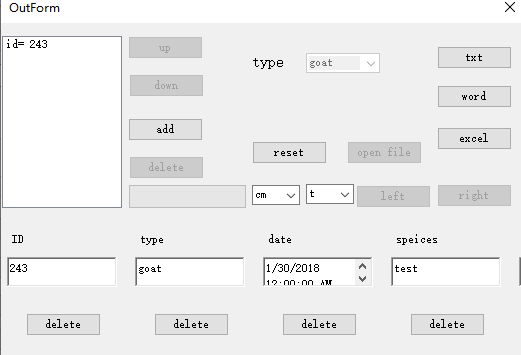 OutForm
id= 243
up
down
add
delete
type
goat
txt
word
excel
reset
open file
cm
t
left
right
ID
type
date
speices
243
goat
1/30/2018
12:00:00 AM
test
delete
delete
delete
delete